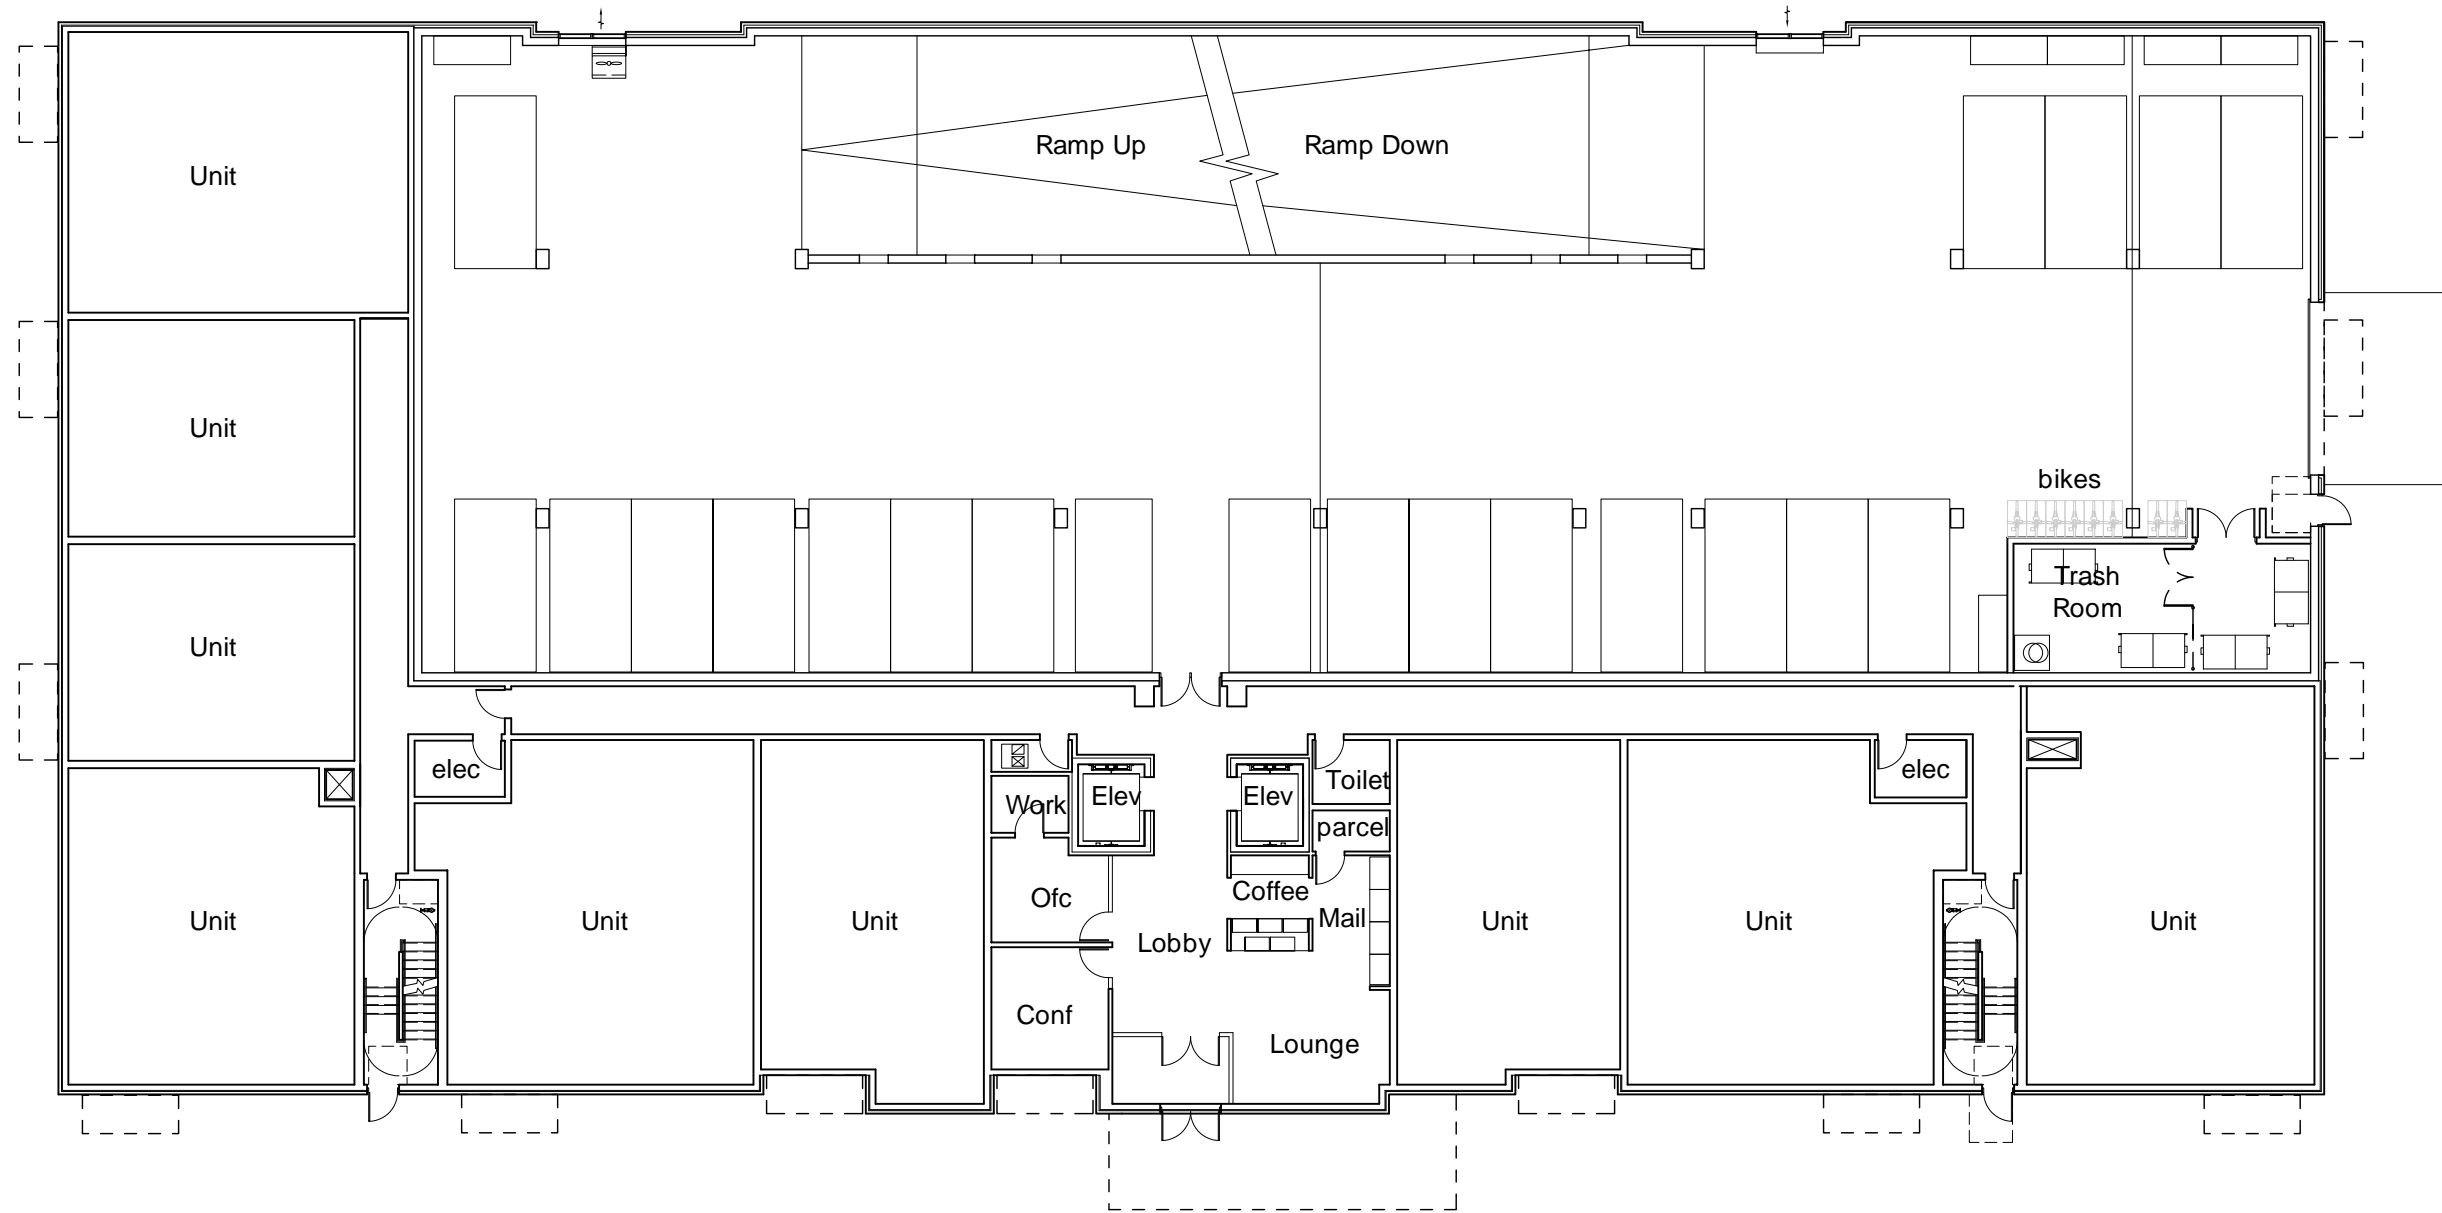 Ramp Up
Ramp Down
Unit
Unit
bikes
Trash
Room
Unit
elec
Work
Elev
Elev
Toilet
elec
parcel
Ofc
Coffee
Mail
Unit
Unit
Unit
Lobby
Unit
Unit
Unit
Conf
Lounge